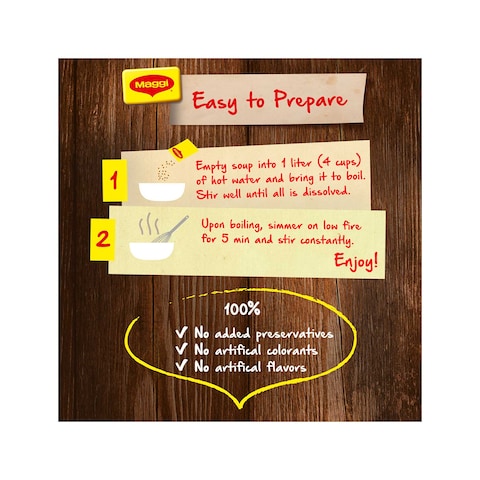 Maggi
Easy to Prepare
1
Empty soup into 1 liter (4 cups)
of hot water and bring it to boil.
Stir well until all is dissolved.
2
Upon boiling, simmer on low fire
for 5 min and stir constantly.
Enjoy!
100%
✓ No added preservatives
✓ No artifical colorants
✓ No artifical flavors